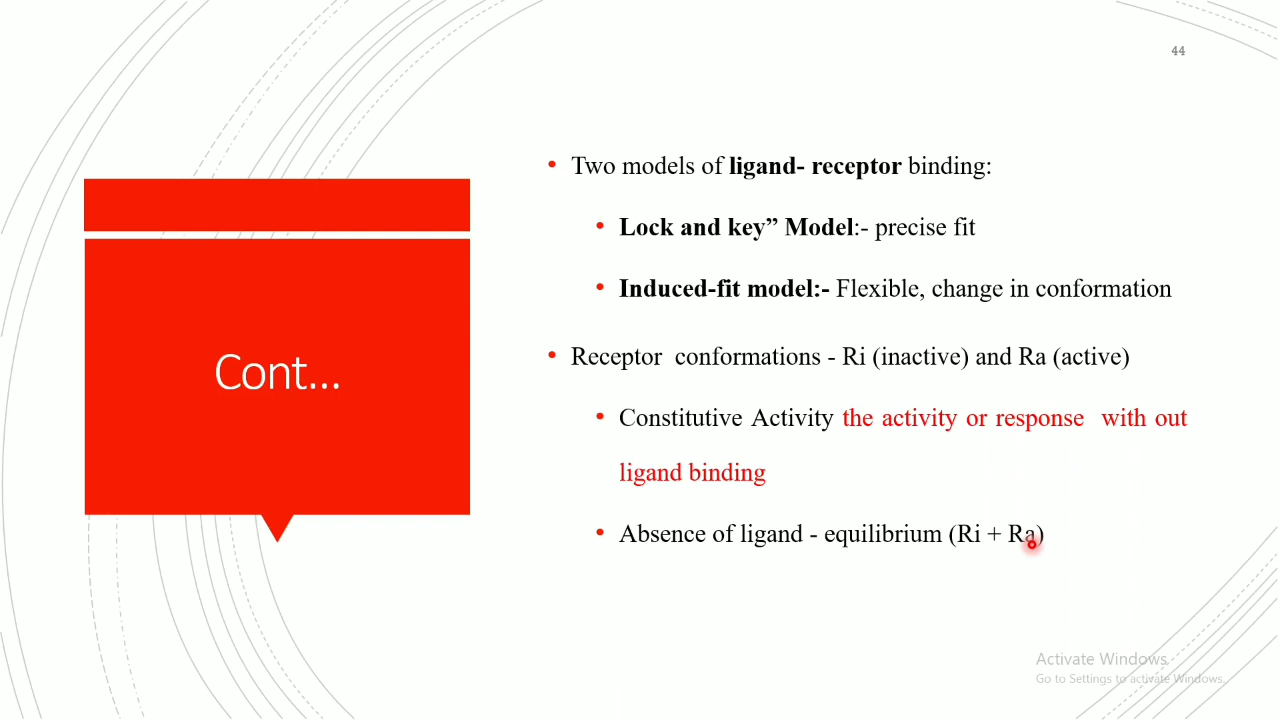 44
Cont...
• Two models of ligand- receptor binding:
• Lock and key” Model:- precise fit
• Induced-fit model:- Flexible, change in conformation
• Receptor conformations - Ri (inactive) and Ra (active)
• Constitutive Activity the activity or response with out
ligand binding
• Absence of ligand - equilibrium (Ri + Ra)
Activate Windows
Go to Settings to activate Windows.